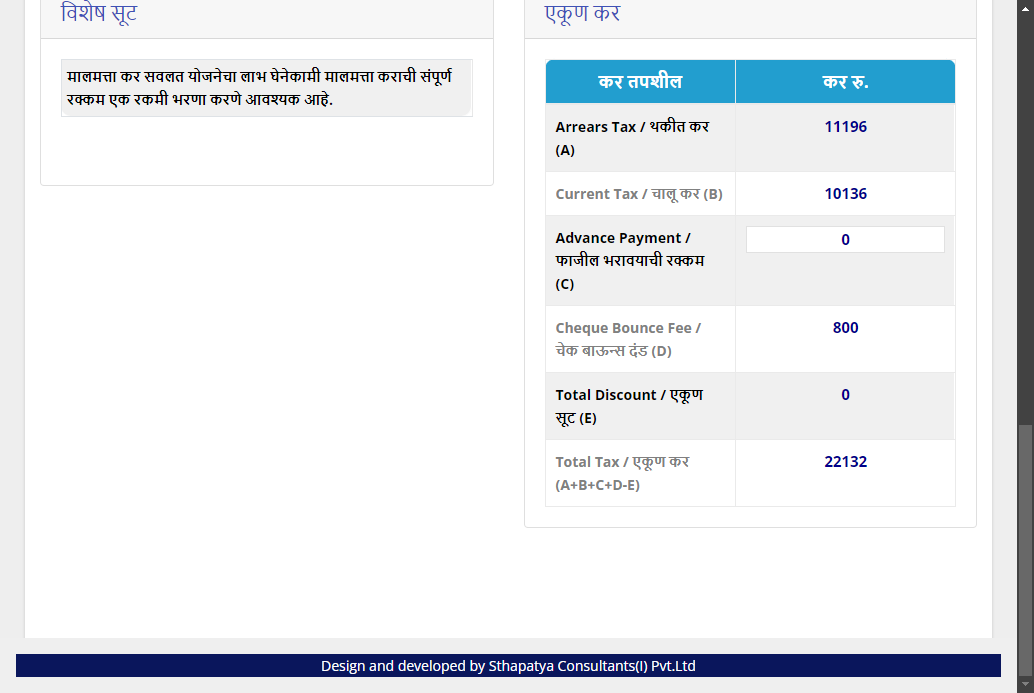 विशेष सूट
मालमत्ता कर सवलत योजनेचा लाभ घेनेकामी मालमत्ता कराची संपूर्ण
रक्कम एक रकमी भरणा करणे आवश्यक आहे.
एकूण कर
कर तपशील कर रु.
Arrears Tax / थकीत कर 11196
(A)
Current Tax / चालू कर (B) 10136
Advance Payment / 0
फाजील भरावयाची रक्कम
(C)
Cheque Bounce Fee / 800
चेक बाऊन्स दंड (D)
Total Discount / एकूण 0
सूट (E)
Total Tax / एकूण कर 22132
(A+B+C+D-E)
Design and developed by Sthapatya Consultants(I) Pvt.Ltd